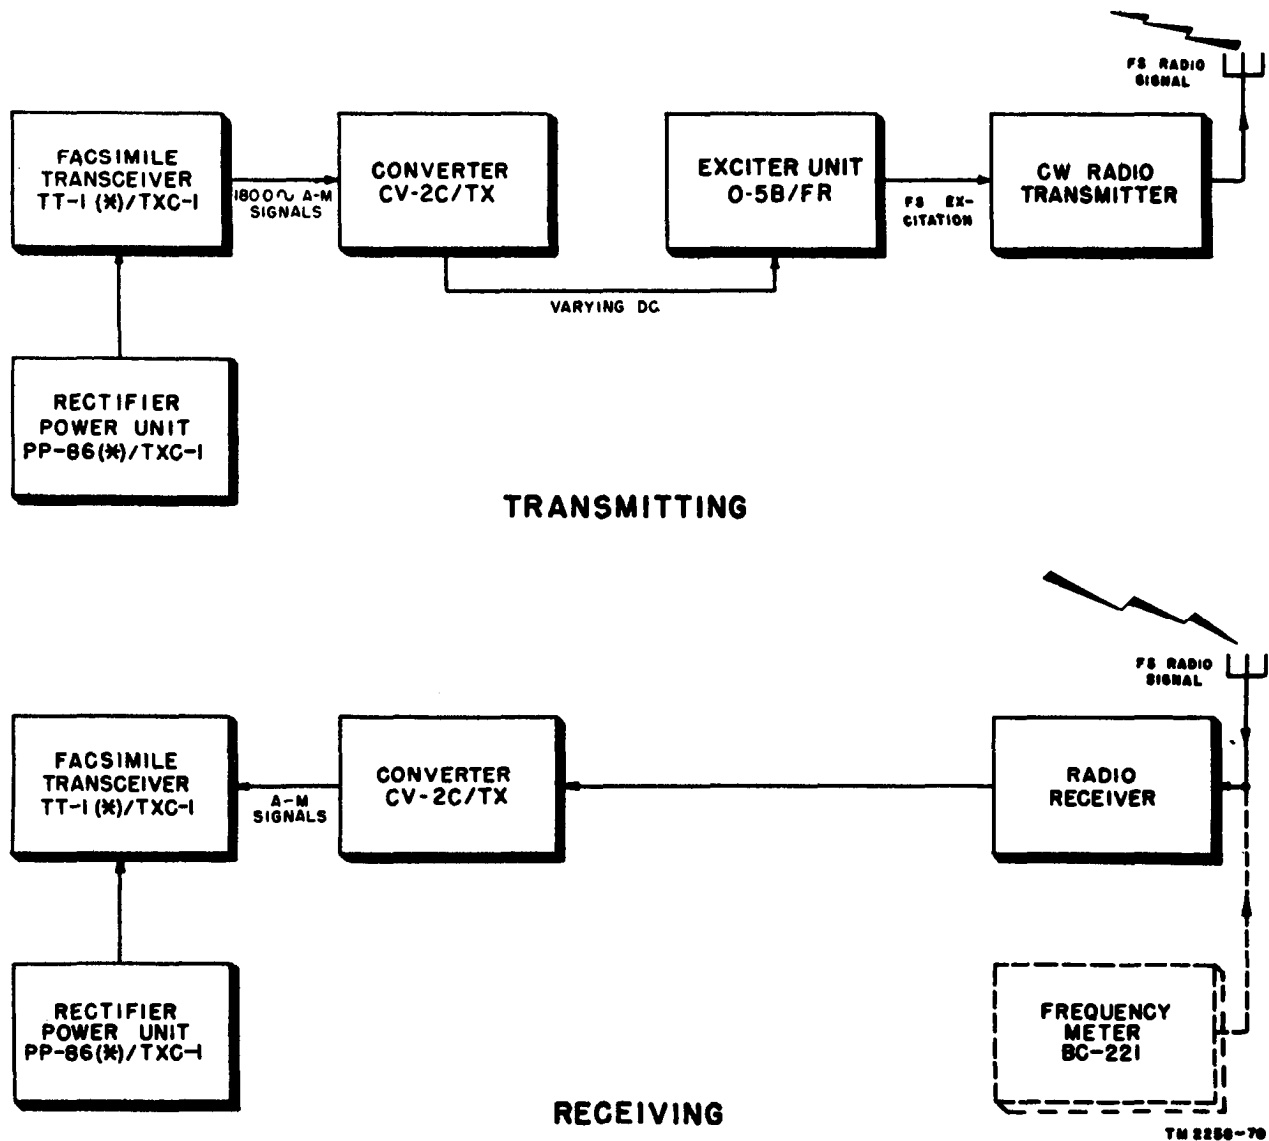 FS RADIO
SIGNAL
FACSIMILE
TRANSCEIVER
TT-1 (*)/TXC-1
1800~ A-M
SIGNALS
CONVERTER
CV-2C/TX
EXCITER UNIT
O-5B/FR
FS EX-
CITATION
CW RADIO
TRANSMITTER
VARYING DC
RECTIFIER
POWER UNIT
PP-86(*)/TXC-1
TRANSMITTING
FS RADIO
SIGNAL
FACSIMILE
TRANSCEIVER
TT-1 (*)/TXC-1
A-M
SIGNALS
CONVERTER
CV-2C/TX
RADIO
RECEIVER
RECTIFIER
POWER UNIT
PP-86(*)/TXC-1
FREQUENCY
METER
BC-221
RECEIVING
TM 2258-70